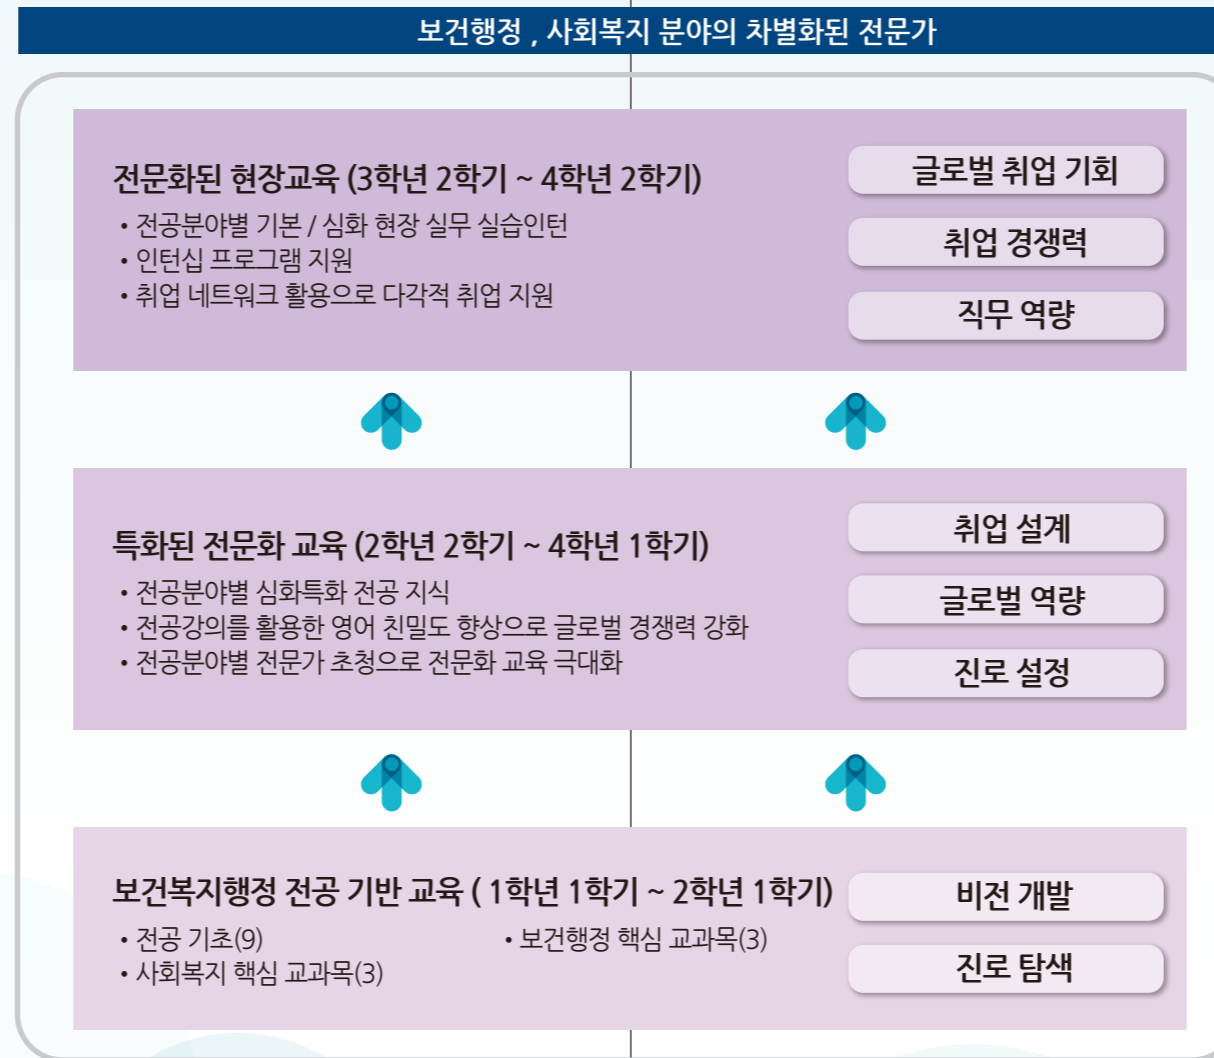 보건행정 , 사회복지 분야의 차별화된 전문가
전문화된 현장교육 (3학년 2학기 ~ 4학년 2학기)
• 전공분야별 기본 / 심화 현장 실무 실습인턴
• 인턴십 프로그램 지원
• 취업 네트워크 활용으로 다각적 취업 지원
글로벌 취업 기회
취업 경쟁력
직무 역량
특화된 전문화 교육 (2학년 2학기 ~ 4학년 1학기)
• 전공분야별 심화특화 전공 지식
• 전공강의를 활용한 영어 친밀도 향상으로 글로벌 경쟁력 강화
• 전공분야별 전문가 초청으로 전문화 교육 극대화
취업 설계
글로벌 역량
진로 설정
보건복지행정 전공 기반 교육 ( 1학년 1학기 ~ 2학년 1학기)
• 전공 기초(9)
• 보건행정 핵심 교과목(3)
• 사회복지 핵심 교과목(3)
비전 개발
진로 탐색